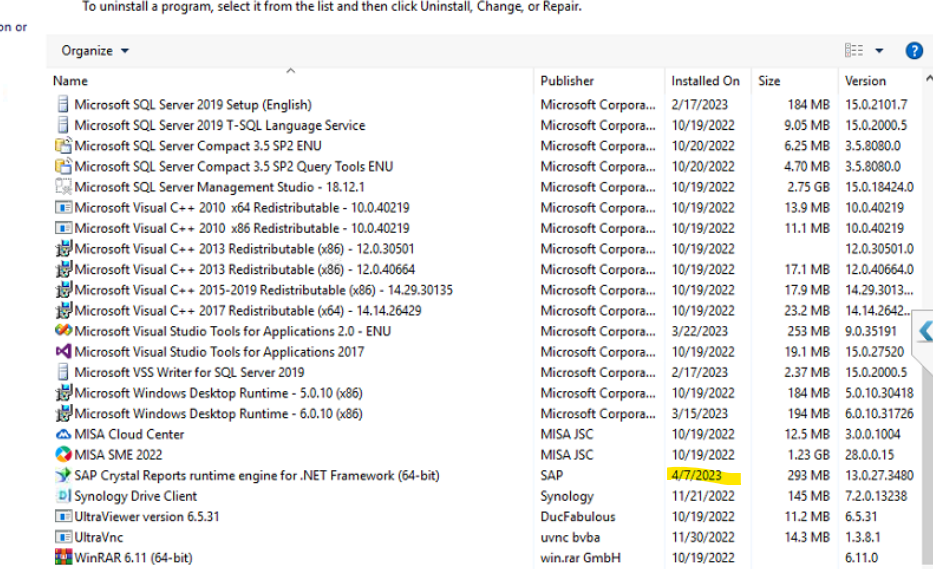 To uninstall a program, select it from the list and then click Uninstall, Change, or Repair.
on or
Organize
Name Publisher Installed On Size Version
Microsoft SQL Server 2019 Setup (English) Microsoft Corpora... 2/17/2023 184 MB 15.0.2101.7
Microsoft SQL Server 2019 T-SQL Language Service Microsoft Corpora... 10/19/2022 9.05 MB 15.0.2000.5
Microsoft SQL Server Compact 3.5 SP2 ENU Microsoft Corpora... 10/20/2022 6.25 MB 3.5.8080.0
Microsoft SQL Server Compact 3.5 SP2 Query Tools ENU Microsoft Corpora... 10/20/2022 4.70 MB 3.5.8080.0
Microsoft SQL Server Management Studio - 18.12.1 Microsoft Corpora... 10/19/2022 2.75 GB 15.0.18424.0
Microsoft Visual C++ 2010 x64 Redistributable - 10.0.40219 Microsoft Corpora... 10/19/2022 13.9 MB 10.0.40219
Microsoft Visual C++ 2010 x86 Redistributable - 10.0.40219 Microsoft Corpora... 10/19/2022 11.1 MB 10.0.40219
Microsoft Visual C++ 2013 Redistributable (x86) - 12.0.30501 Microsoft Corpora... 10/19/2022 12.0.30501.0
Microsoft Visual C++ 2013 Redistributable (x86) - 12.0.40664 Microsoft Corpora... 10/19/2022 17.1 MB 12.0.40664.0
Microsoft Visual C++ 2015-2019 Redistributable (x86) - 14.29.30135 Microsoft Corpora... 10/19/2022 17.9 MB 14.29.3013...
Microsoft Visual C++ 2017 Redistributable (x64) - 14.14.26429 Microsoft Corpora... 10/19/2022 23.2 MB 14.14.2642...
Microsoft Visual Studio Tools for Applications 2.0 - ENU Microsoft Corpora... 3/22/2023 253 MB 9.0.35191
Microsoft Visual Studio Tools for Applications 2017 Microsoft Corpora... 10/19/2022 19.1 MB 15.0.27520
Microsoft VSS Writer for SQL Server 2019 Microsoft Corpora... 2/17/2023 2.37 MB 15.0.2000.5
Microsoft Windows Desktop Runtime - 5.0.10 (x86) Microsoft Corpora... 10/19/2022 184 MB 5.0.10.30418
Microsoft Windows Desktop Runtime - 6.0.10 (x86) Microsoft Corpora... 3/15/2023 194 MB 6.0.10.31726
MISA Cloud Center MISA JSC 10/19/2022 12.5 MB 3.0.0.1004
MISA SME 2022 MISA JSC 10/19/2022 1.23 GB 28.0.0.15
SAP Crystal Reports runtime engine for .NET Framework (64-bit) SAP 4/7/2023 293 MB 13.0.27.3480
Synology Drive Client Synology 11/21/2022 145 MB 7.2.0.13238
UltraViewer version 6.5.31 DucFabulous 10/19/2022 11.2 MB 6.5.31
UltraVnc uvnc bvba 11/30/2022 14.3 MB 1.3.8.1
WinRAR 6.11 (64-bit) win.rar GmbH 10/19/2022 6.11.0